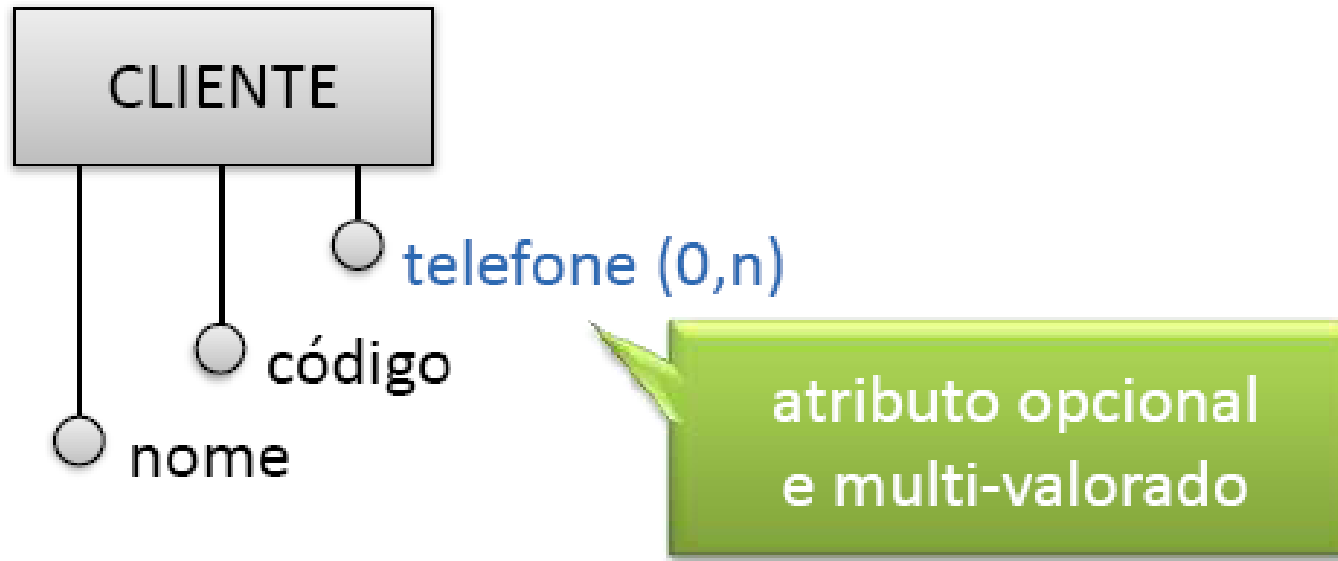 CLIENTE
telefone (0,n)
código
nome
atributo opcional
e multi-valorado